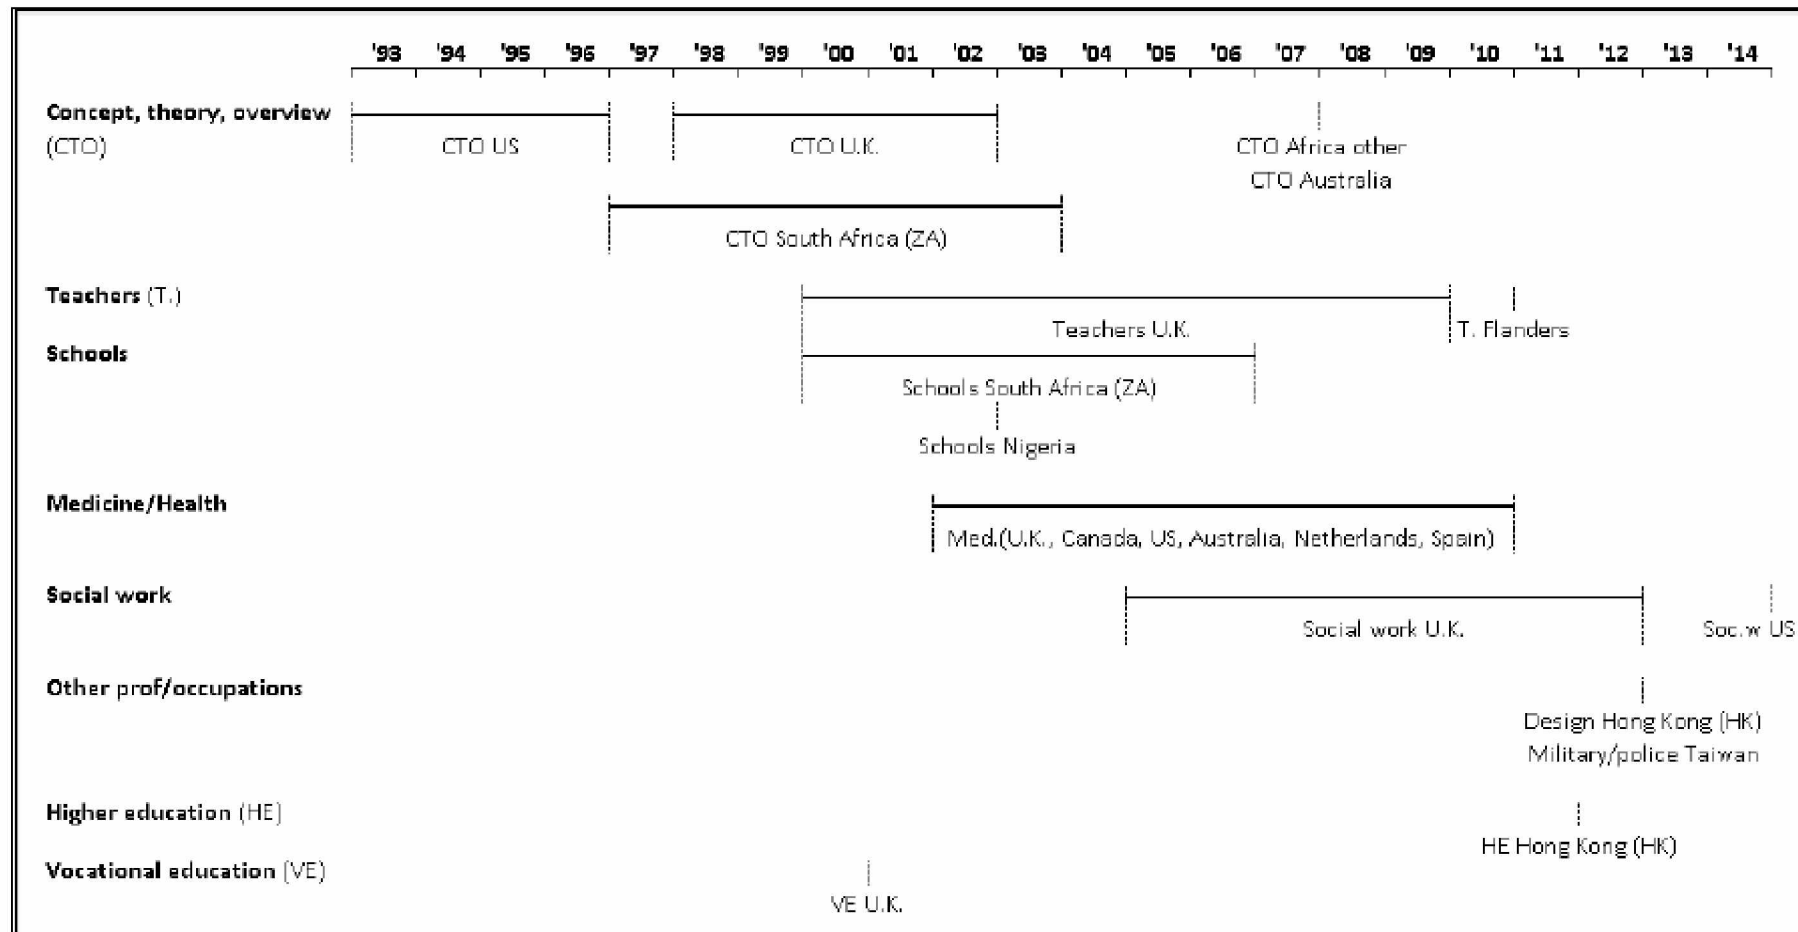 '93 '94 '95 '96 '97 '98 '99 '00 '01 '02 '03 '04 '05 '06 '07 '08 '09 '10 '11 '12 '13 '14
Concept, theory, overview
(CTO) CTO US CTO U.K. CTO Africa other
CTO Australia
CTO South Africa (ZA)
Teachers (T.)
Teachers U.K. T. Flanders
Schools
Schools South Africa (ZA)
Schools Nigeria
Medicine/Health
Med.(U.K., Canada, US, Australia, Netherlands, Spain)
Social work
Social work U.K. Soc.w US
Other prof/occupations
Design Hong Kong (HK)
Military/police Taiwan
Higher education (HE)
HE Hong Kong (HK)
Vocational education (VE)
VE U.K.